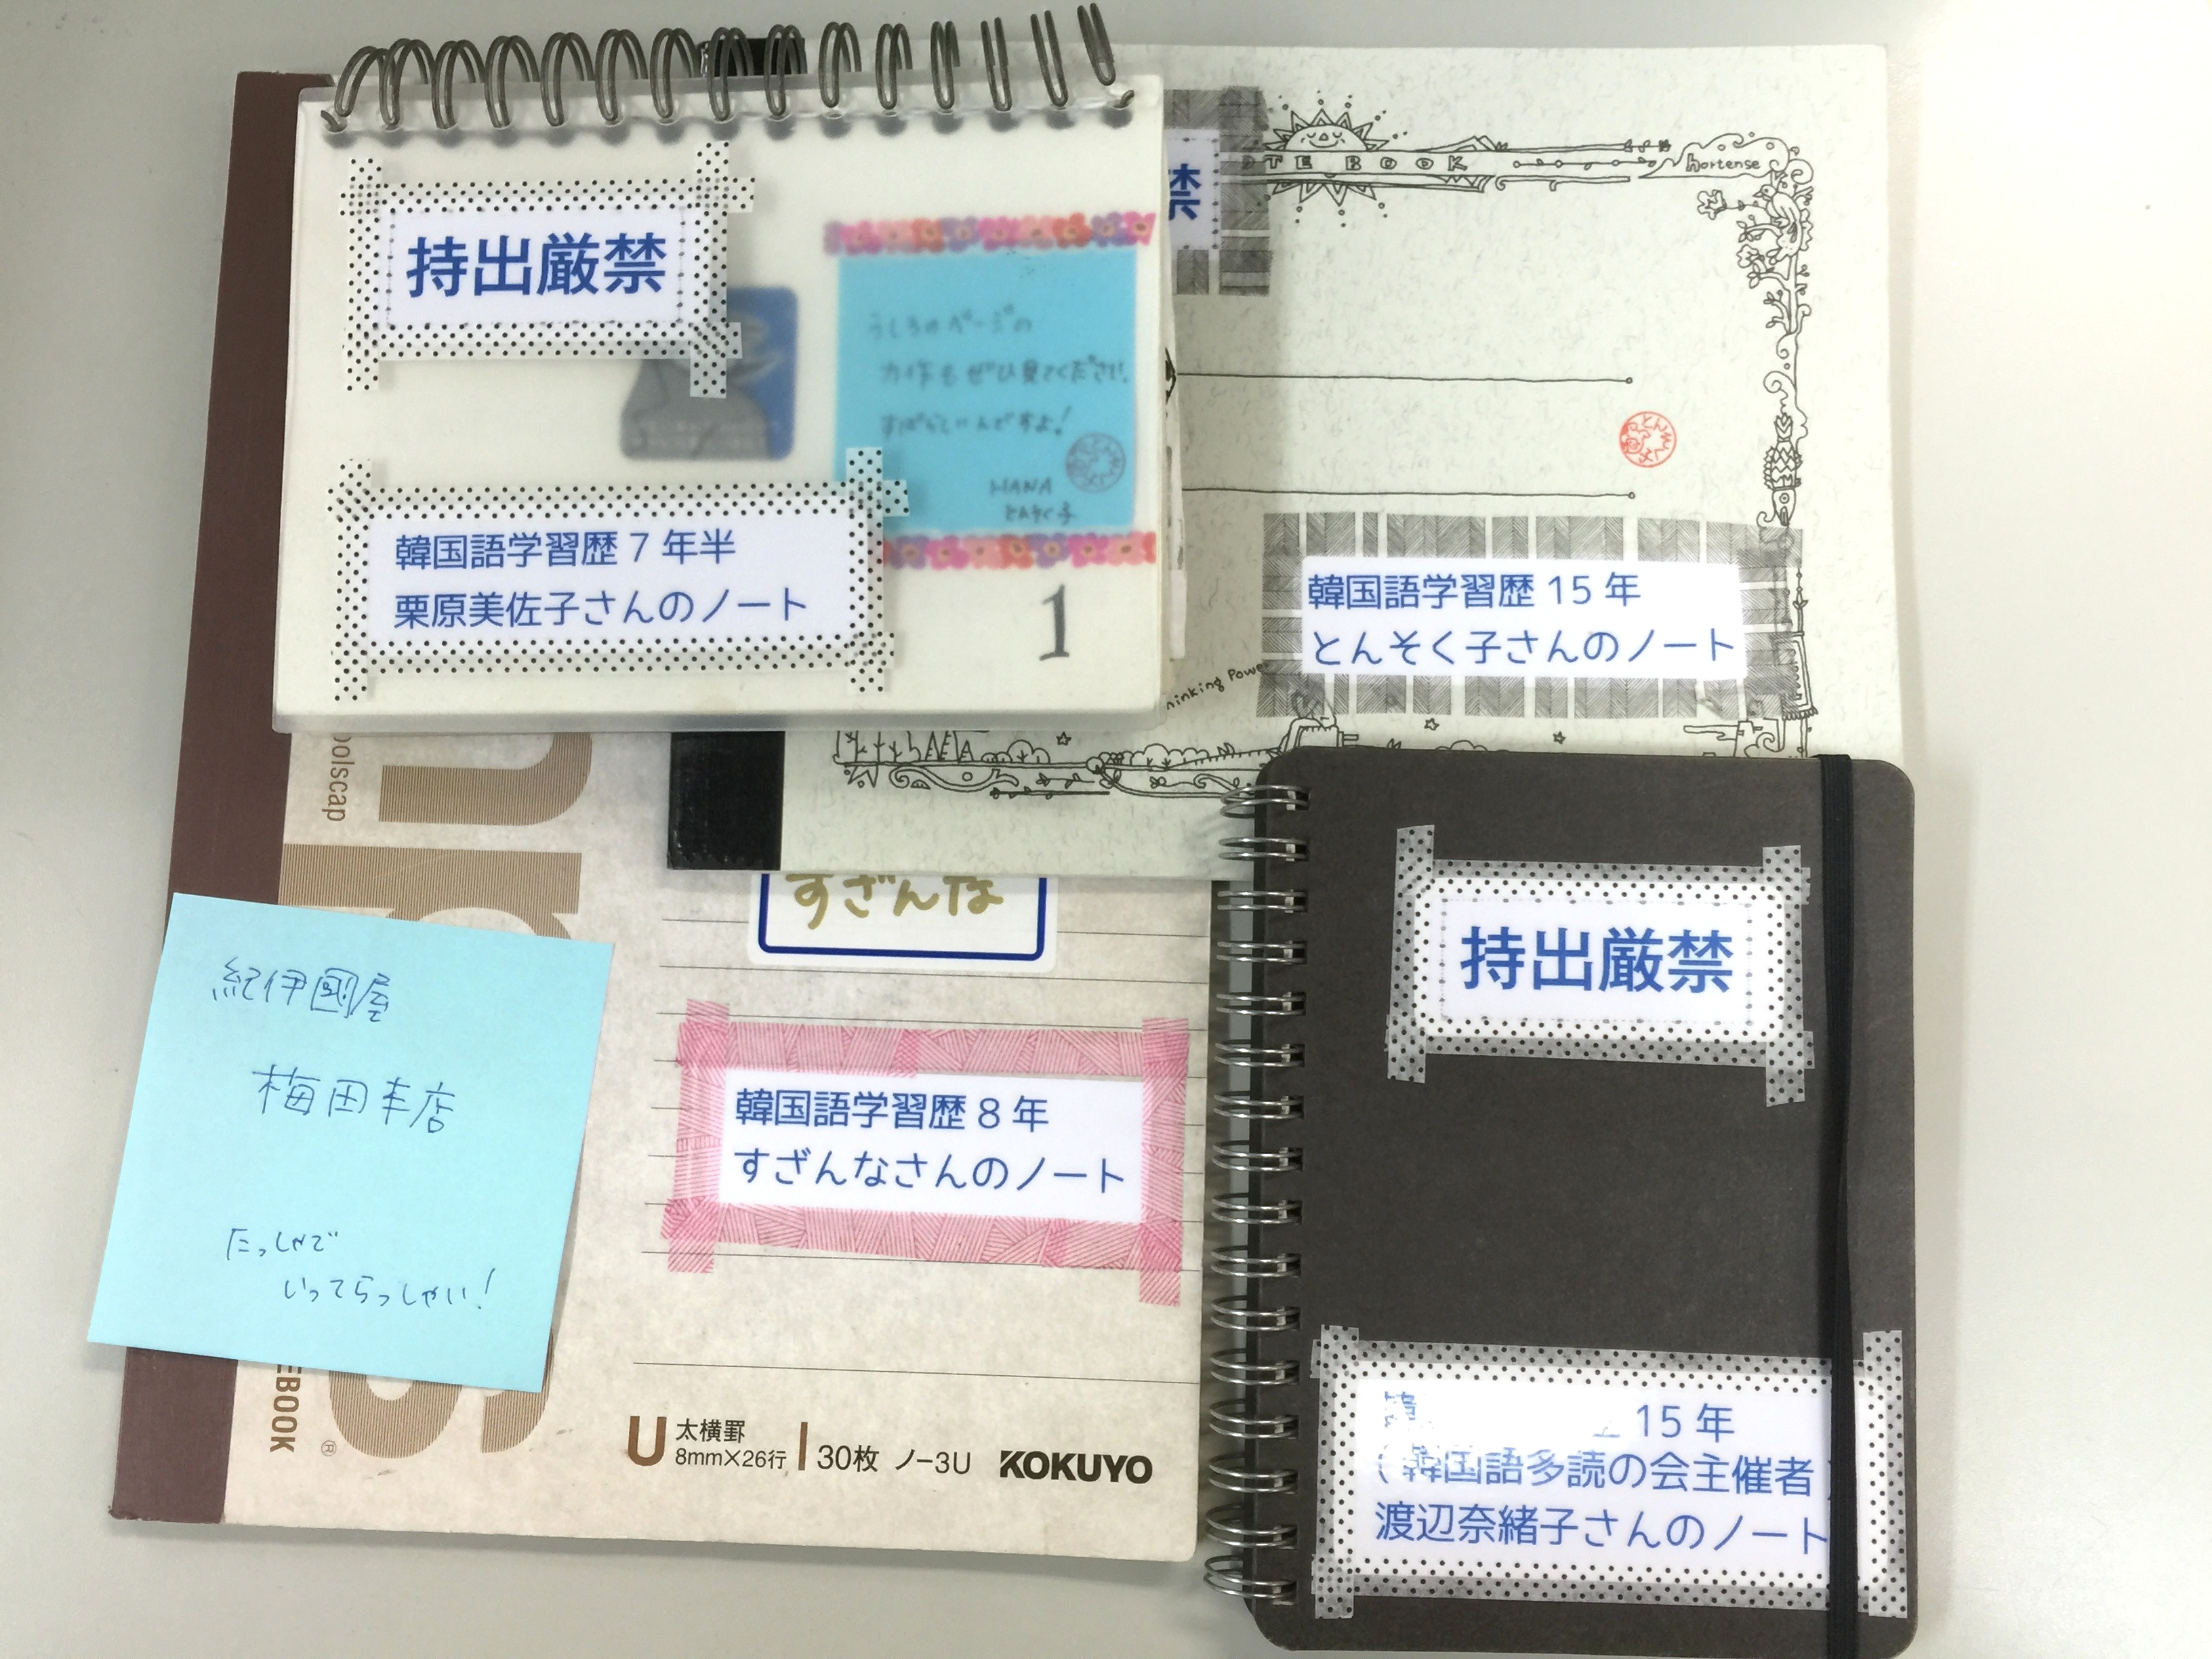 持出厳禁
うしろのページの
力作もぜひ見てください。
すばらしいんですよ!
HANA
とんそく子
韓国語学習歴 7 年半
栗原美佐子さんのノート
1
禁
TE BOOK
hortense
韓国語学習歴 15 年
とんそく子さんのノート
hinking Power
oolscap
すざんな
韓国語学習歴 8 年
すざんなさんのノート
紀伊國屋
梅田本店
たっしゃで
いってらっしゃい!
EBOOK
U 太横罫
8mm×26行
30枚 ノー3U KOKUYO
持出厳禁
韓 15 年
(韓国語多読の会主催者)
渡辺奈緒子さんのノート